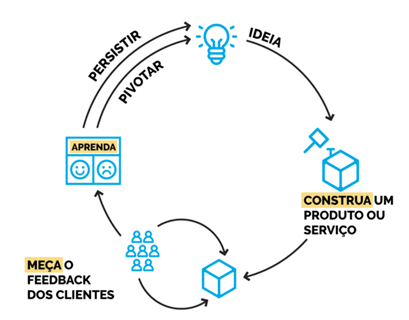 IDEIA
CONSTRUA UM
PRODUTO OU
SERVIÇO
MEÇA O
FEEDBACK
DOS CLIENTES
APRENDA
PERSISTIR
PIVOTAR